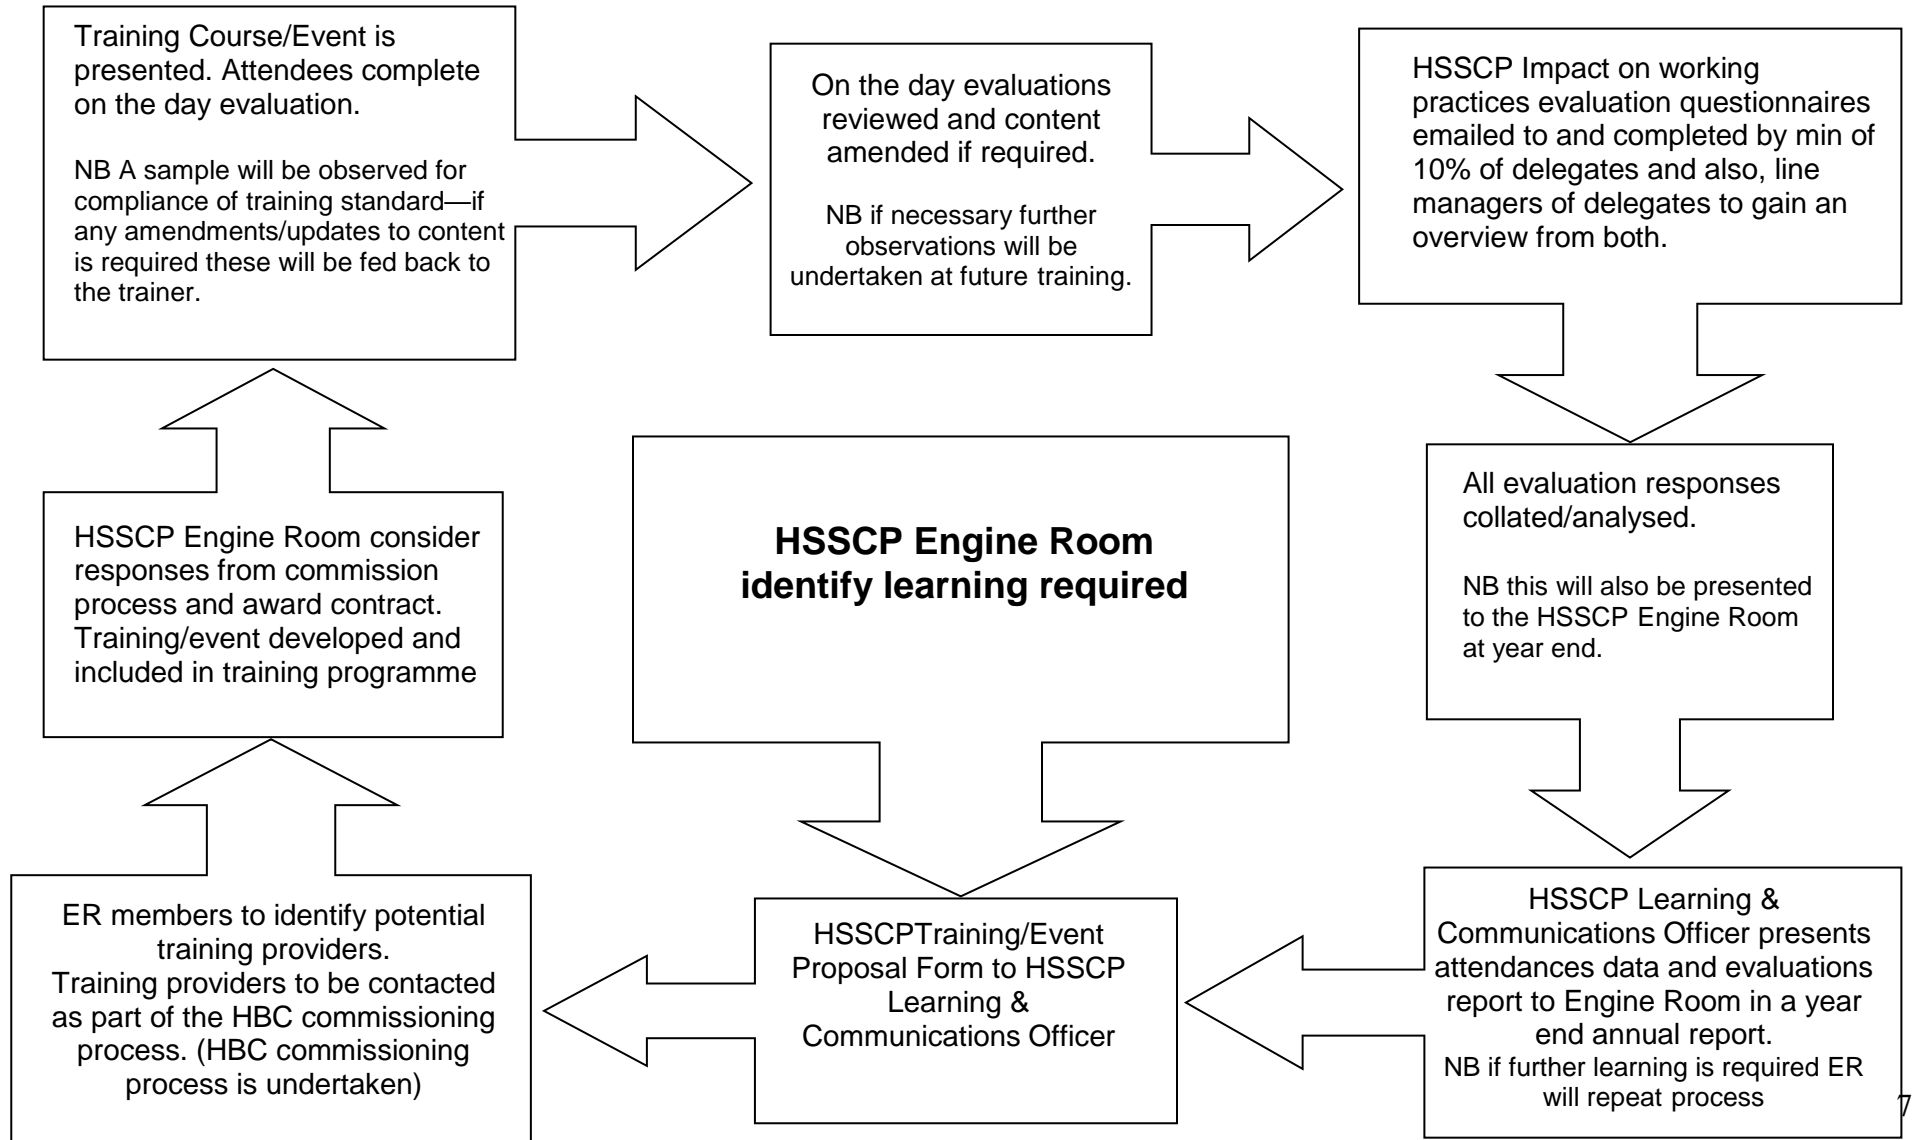 Training Course/Event is
presented. Attendees complete
on the day evaluation.
NB A sample will be observed for
compliance of training standard—if
any amendments/updates to content
is required these will be fed back to
the trainer.
On the day evaluations
reviewed and content
amended if required.
NB if necessary further
observations will be
undertaken at future training.
HSSCP Impact on working
practices evaluation questionnaires
emailed to and completed by min of
10% of delegates and also, line
managers of delegates to gain an
overview from both.
HSSCP Engine Room consider
responses from commission
process and award contract.
Training/event developed and
included in training programme
HSSCP Engine Room
identify learning required
All evaluation responses
collated/analysed.
NB this will also be presented
to the HSSCP Engine Room
at year end.
ER members to identify potential
training providers.
Training providers to be contacted
as part of the HBC commissioning
process. (HBC commissioning
process is undertaken)
HSSCPTraining/Event
Proposal Form to HSSCP
Learning &
Communications Officer
HSSCP Learning &
Communications Officer presents
attendances data and evaluations
report to Engine Room in a year
end annual report.
NB if further learning is required ER
will repeat process
7